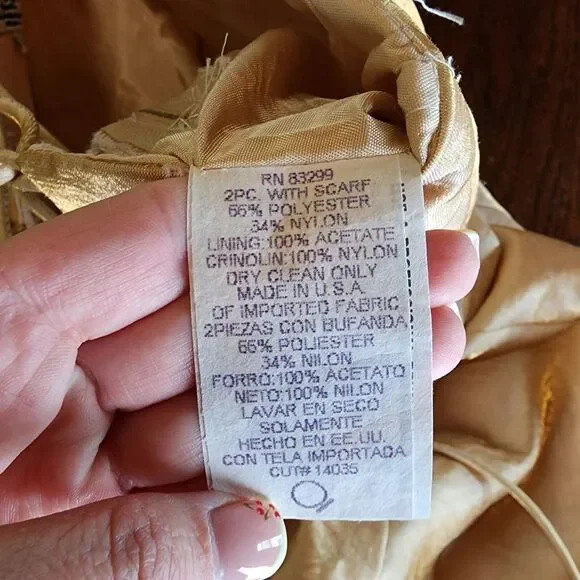 RN 83299
2PC. WITH SCARF
66% POLYESTER
34% NYLON
LINING:100% ACETATE
CRINOLIN:100% NYLON
DRY CLEAN ONLY
MADE IN U.S.A.
OF IMPORTED FABRIC
2PIEZAS CON BUFANDA
66% POLIESTER
34% NILON
FORRO:100% ACETATO
NETO:100% NILON
LAVAR EN SECO
SOLAMENTE
HECHO EN EE.UU.
CON TELA IMPORTADA
CUT# 14035